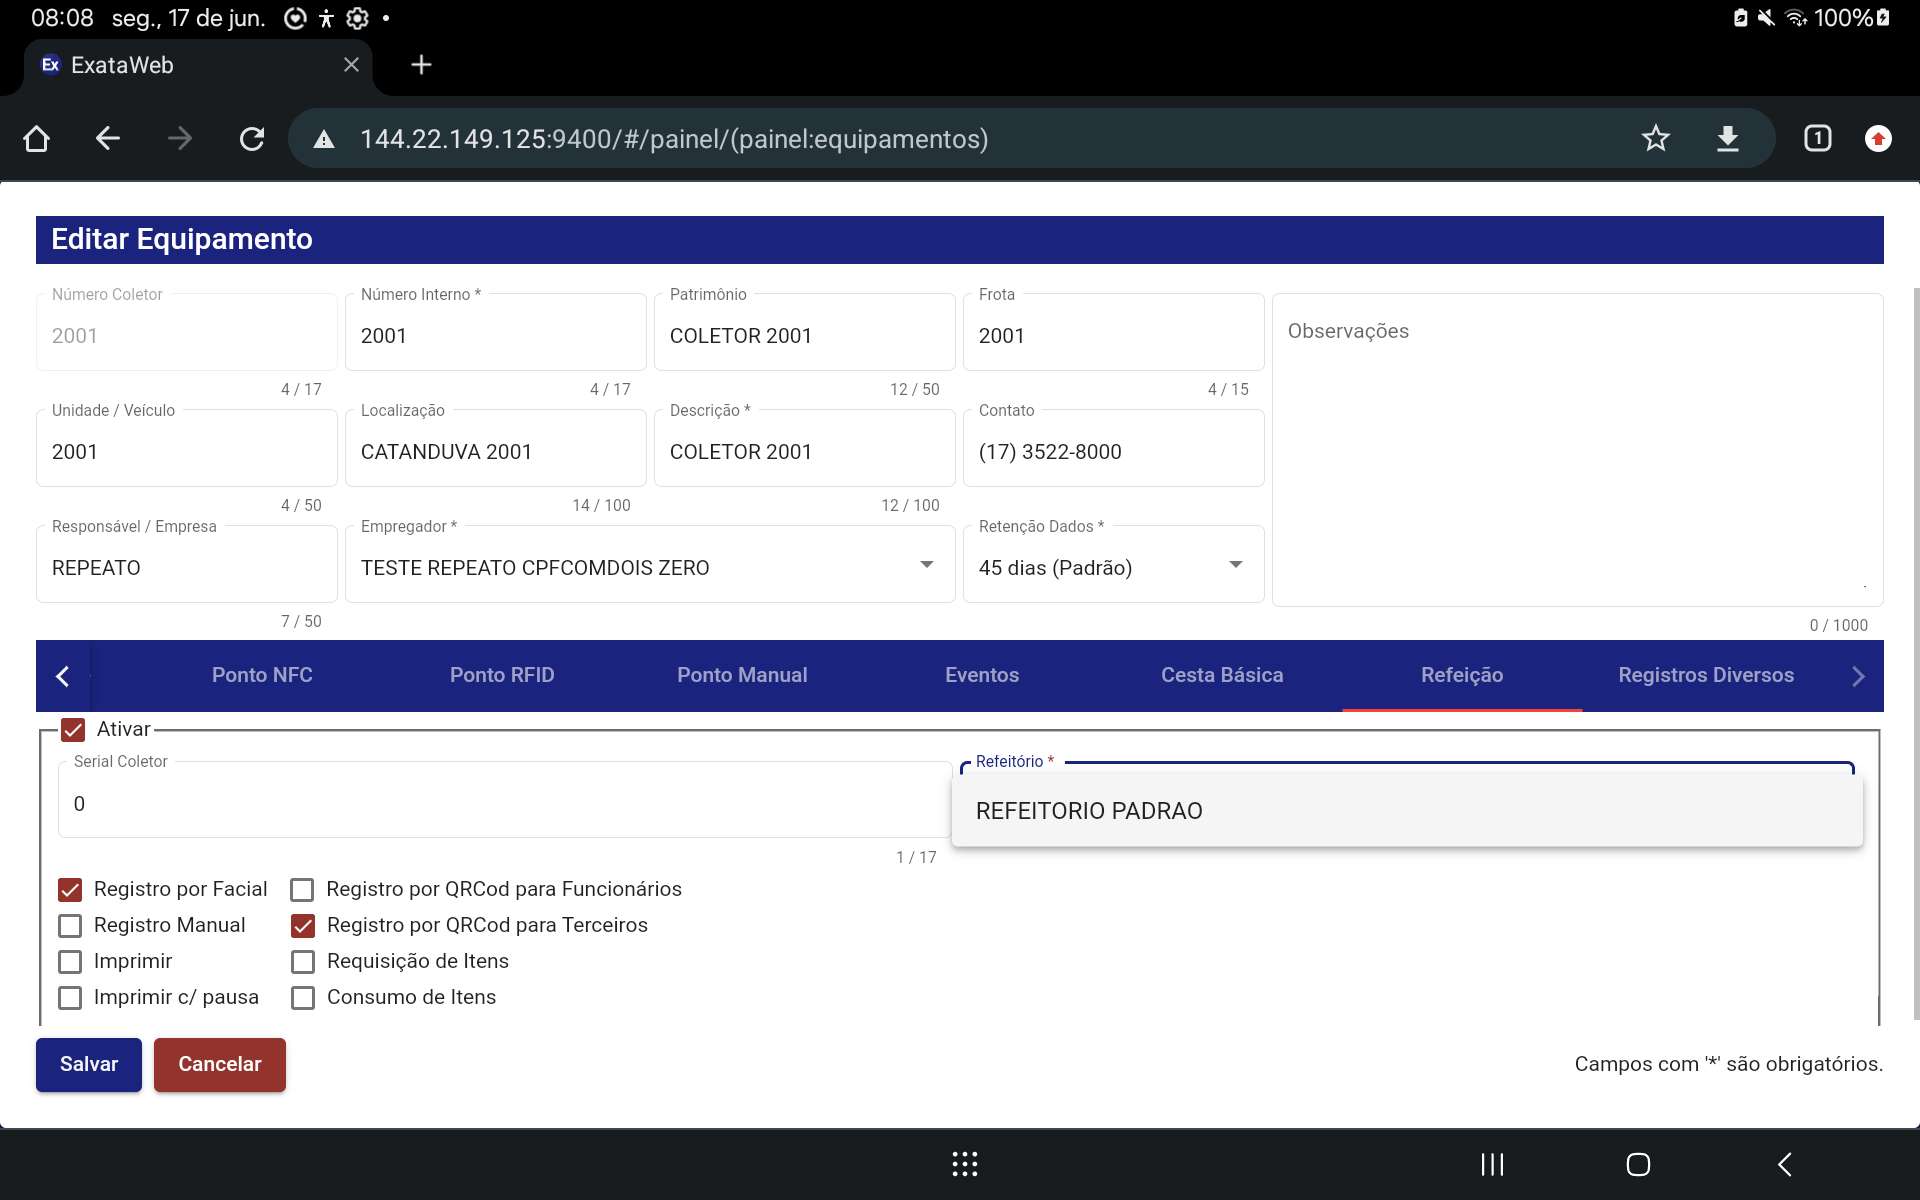 08:08 seg., 17 de jun.
100%
Ex ExataWeb
144.22.149.125:9400/#/painel/(painel:equipamentos)
1
Editar Equipamento
Número Coletor
2001
4 / 17
Número Interno *
2001
4 / 17
Patrimônio
COLETOR 2001
12 / 50
Frota
2001
4 / 15
Observações
0 / 1000
Unidade / Veículo
2001
4 / 50
Localização
CATANDUVA 2001
14 / 100
Descrição *
COLETOR 2001
12 / 100
Contato
(17) 3522-8000
Responsável / Empresa
REPEATO
7 / 50
Empregador *
TESTE REPEATO CPFCOMDOIS ZERO
Retenção Dados *
45 dias (Padrão)
Ponto NFC Ponto RFID Ponto Manual Eventos Cesta Básica Refeição Registros Diversos
Ativar
Serial Coletor
0
1 / 17
Refeitório *
REFEITORIO PADRAO
Registro por Facial Registro por QRCod para Funcionários
Registro Manual Registro por QRCod para Terceiros
Imprimir Requisição de Itens
Imprimir c/ pausa Consumo de Itens
Salvar Cancelar Campos com '*' são obrigatórios.